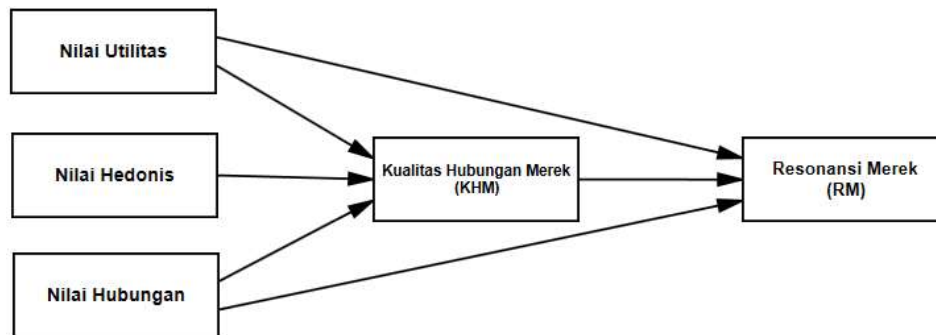 Nilai Utilitas
Nilai Hedonis
Nilai Hubungan
Kualitas Hubungan Merek
(KHM)
Resonansi Merek
(RM)